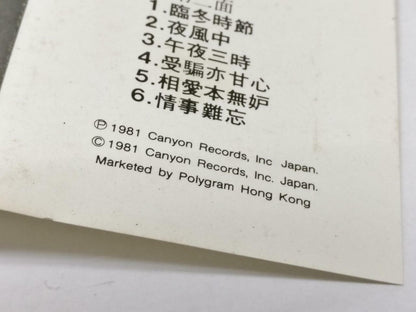 二面
1.臨冬時節
2.夜風中
3.午夜三時
4.受騙亦甘心
5.相愛本無妒
6.情事難忘
Ⓟ 1981 Canyon Records, Inc Japan.
© 1981 Canyon Records, Inc. Japan.
Marketed by Polygram Hong Kong